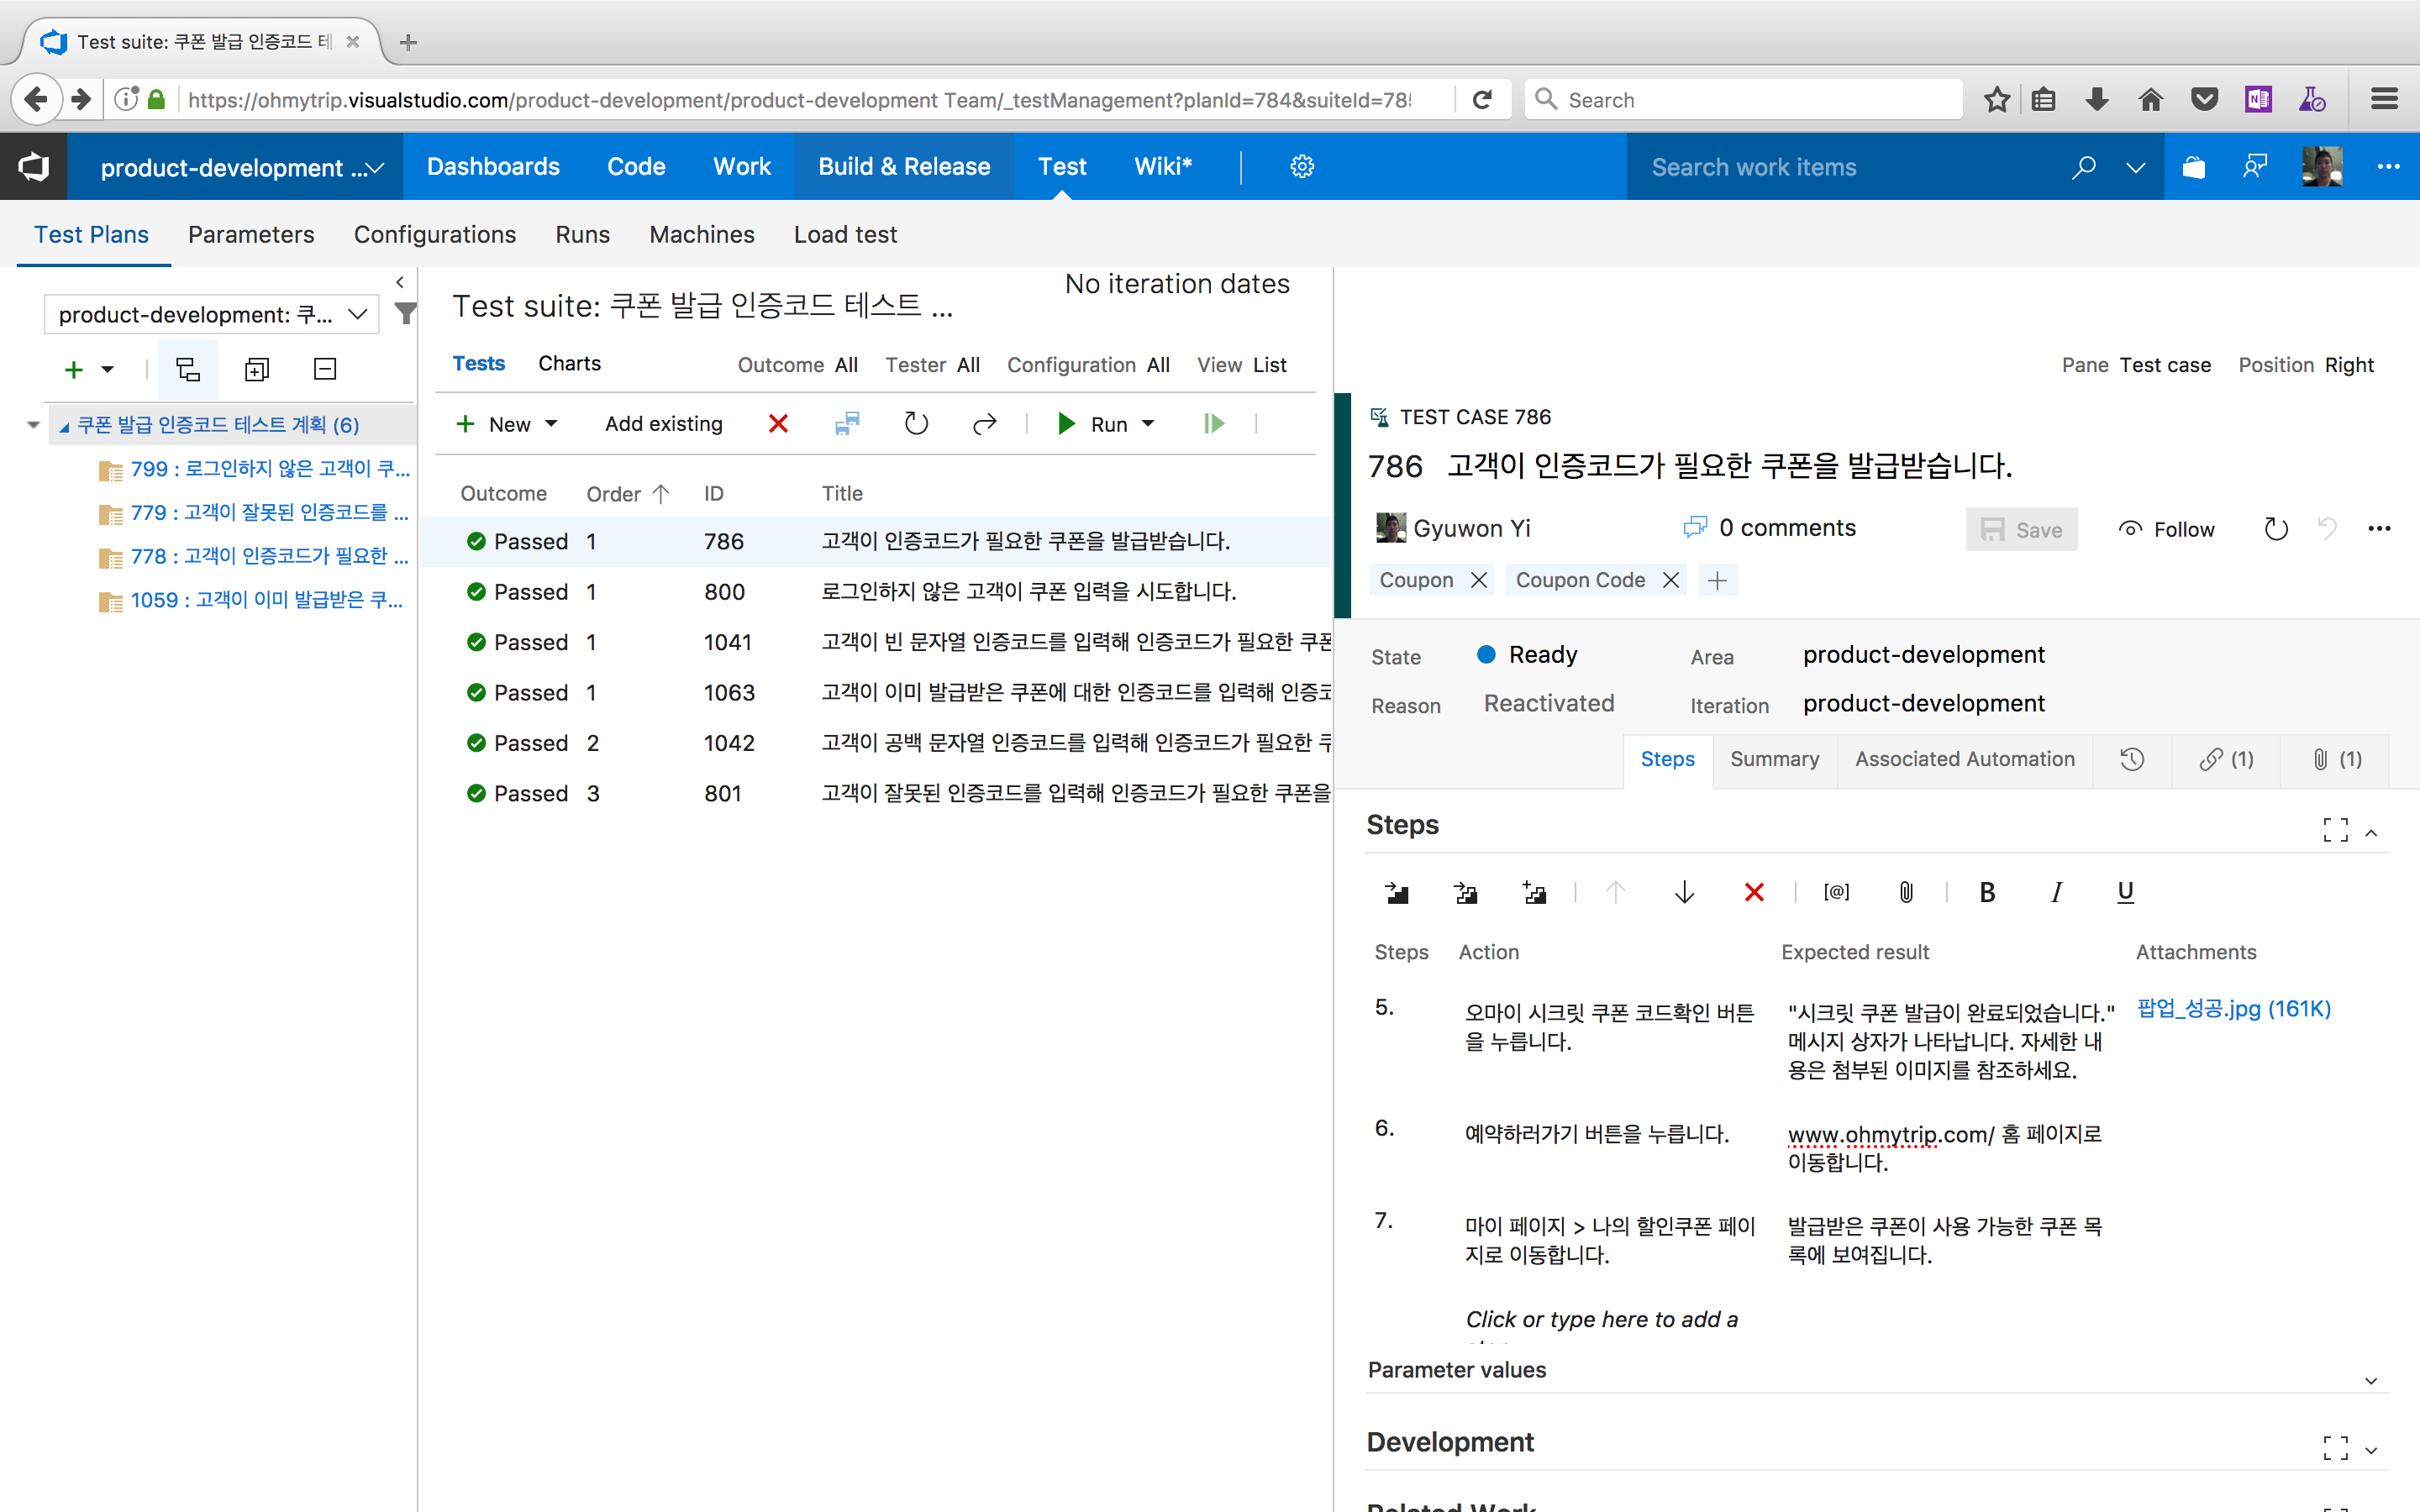 Test suite: 쿠폰 발급 인증코드 테
https://ohmytrip.visualstudio.com/product-development/product-development Team/_testManagement?planId=784&suiteId=785
Search
product-development ...
Dashboards
Code
Work
Build & Release
Test
Wiki*
Search work items
Test Plans
Parameters
Configurations
Runs
Machines
Load test
product-development: 쿠...
쿠폰 발급 인증코드 테스트 계획 (6)
799 : 로그인하지 않은 고객이 쿠...
779 : 고객이 잘못된 인증코드를 ...
778 : 고객이 인증코드가 필요한 ...
1059 : 고객이 이미 발급받은 쿠...
Test suite: 쿠폰 발급 인증코드 테스트 ...
No iteration dates
Tests
Charts
Outcome All
Tester All
Configuration All
View List
New
Add existing
Run
Outcome Order ID Title
Passed 1 786 고객이 인증코드가 필요한 쿠폰을 발급받습니다.
Passed 1 800 로그인하지 않은 고객이 쿠폰 입력을 시도합니다.
Passed 1 1041 고객이 빈 문자열 인증코드를 입력해 인증코드가 필요한 쿠폰
Passed 1 1063 고객이 이미 발급받은 쿠폰에 대한 인증코드를 입력해 인증코
Passed 2 1042 고객이 공백 문자열 인증코드를 입력해 인증코드가 필요한 쿠
Passed 3 801 고객이 잘못된 인증코드를 입력해 인증코드가 필요한 쿠폰을
Pane Test case
Position Right
TEST CASE 786
786 고객이 인증코드가 필요한 쿠폰을 발급받습니다.
Gyuwon Yi
0 comments
Save
Follow
Coupon
Coupon Code
State Ready
Area product-development
Reason Reactivated
Iteration product-development
Steps
Summary
Associated Automation
(1)
(1)
Steps
[@]
B
I
U
Steps Action Expected result Attachments
5.
오마이 시크릿 쿠폰 코드확인 버튼
을 누릅니다.
"시크릿 쿠폰 발급이 완료되었습니다."
메시지 상자가 나타납니다. 자세한 내
용은 첨부된 이미지를 참조하세요.
팝업_성공.jpg (161K)
6.
예약하러가기 버튼을 누릅니다.
www.ohmytrip.com/ 홈 페이지로
이동합니다.
7.
마이 페이지 > 나의 할인쿠폰 페이
지로 이동합니다.
발급받은 쿠폰이 사용 가능한 쿠폰 목
록에 보여집니다.
Click or type here to add a
Parameter values
Development
Related Work